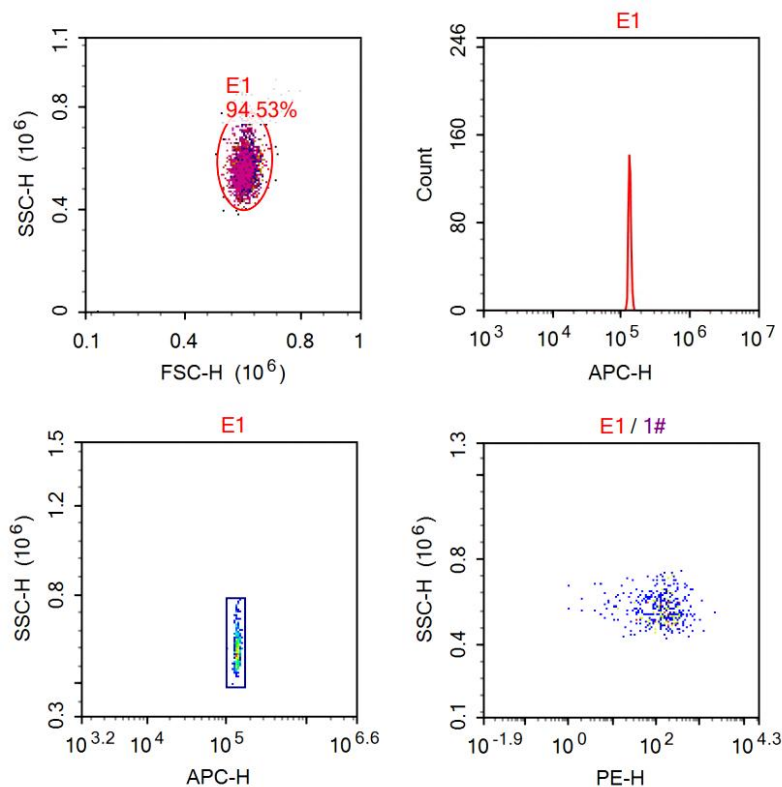 E1
94.53%
1.1
0.8
0.4
0
SSC-H (10^6)
0.1 0.4 0.8 1
FSC-H (10^6)
E1
246
160
80
0
Count
10^3 10^4 10^5 10^6 10^7
APC-H
E1
1.5
1.2
0.8
0.3
SSC-H (10^6)
10^3.2 10^4 10^5 10^6.6
APC-H
E1 / 1#
1.3
0.8
0.4
0.1
SSC-H (10^6)
10^-1.9 10^0 10^2 10^4.3
PE-H